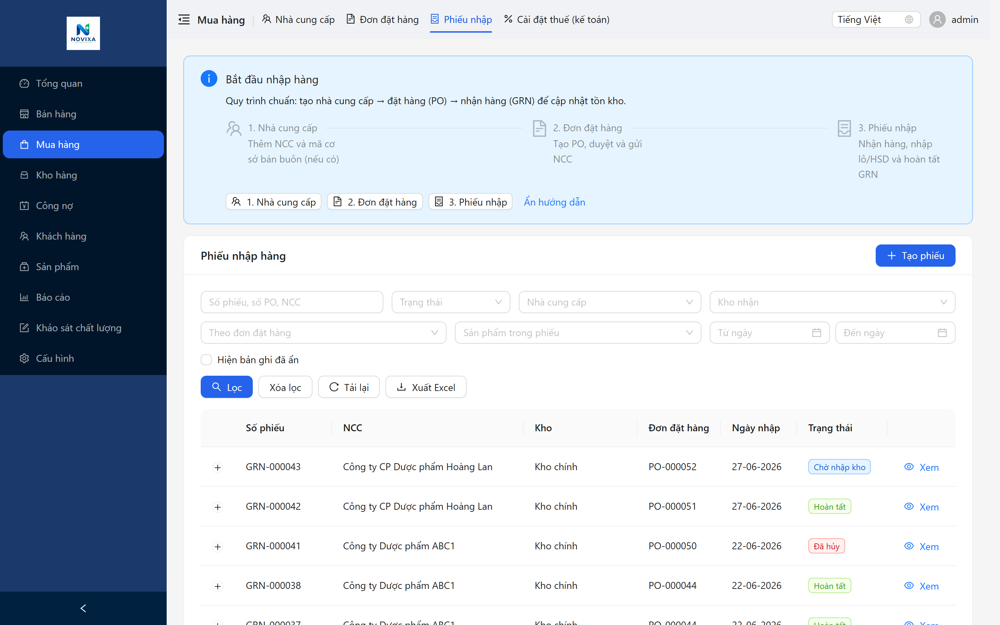 NOVIXA
Tổng quan
Bán hàng
Mua hàng
Kho hàng
Công nợ
Khách hàng
Sản phẩm
Báo cáo
Khảo sát chất lượng
Cấu hình
Mua hàng
Nhà cung cấp
Đơn đặt hàng
Phiếu nhập
Cài đặt thuế (kế toán)
Tiếng Việt
admin
Bắt đầu nhập hàng
Quy trình chuẩn: tạo nhà cung cấp → đặt hàng (PO) → nhận hàng (GRN) để cập nhật tồn kho.
1. Nhà cung cấp
Thêm NCC và mã cơ
sở bán buôn (nếu có)
2. Đơn đặt hàng
Tạo PO, duyệt và gửi
NCC
3. Phiếu nhập
Nhận hàng, nhập
lô/HSD và hoàn tất
GRN
1. Nhà cung cấp
2. Đơn đặt hàng
3. Phiếu nhập
Ẩn hướng dẫn
Phiếu nhập hàng
Tạo phiếu
Số phiếu, số PO, NCC
Trạng thái
Nhà cung cấp
Kho nhận
Theo đơn đặt hàng
Sản phẩm trong phiếu
Từ ngày
Đến ngày
Hiện bản ghi đã ẩn
Lọc
Xóa lọc
Tải lại
Xuất Excel
Số phiếu NCC Kho Đơn đặt hàng Ngày nhập Trạng thái
GRN-000043 Công ty CP Dược phẩm Hoàng Lan Kho chính PO-000052 27-06-2026 Chờ nhập kho Xem
GRN-000042 Công ty CP Dược phẩm Hoàng Lan Kho chính PO-000051 27-06-2026 Hoàn tất Xem
GRN-000041 Công ty Dược phẩm ABC1 Kho chính PO-000050 22-06-2026 Đã hủy Xem
GRN-000038 Công ty Dược phẩm ABC1 Kho chính PO-000044 22-06-2026 Hoàn tất Xem
GRN-000037 Công ty Dược phẩm ABC1 Kho chính PO-000044 22-06-2026 Hoàn tất Xem